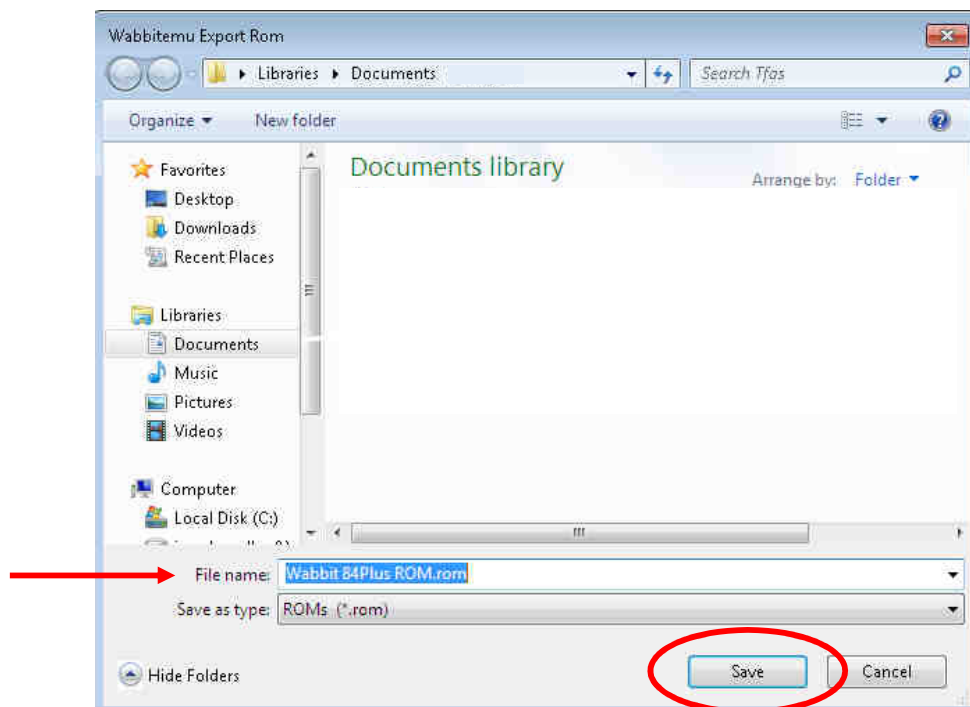 Wabbitemu Export Rom
Libraries ▸ Documents
Search Tfas
Organize
New folder
Favorites
Desktop
Downloads
Recent Places
Libraries
Documents
Music
Pictures
Videos
Computer
Local Disk (C:)
Documents library
Arrange by: Folder
File name: Wabbit 84Plus ROM.rom
Save as type: ROMs (*.rom)
Hide Folders
Save
Cancel